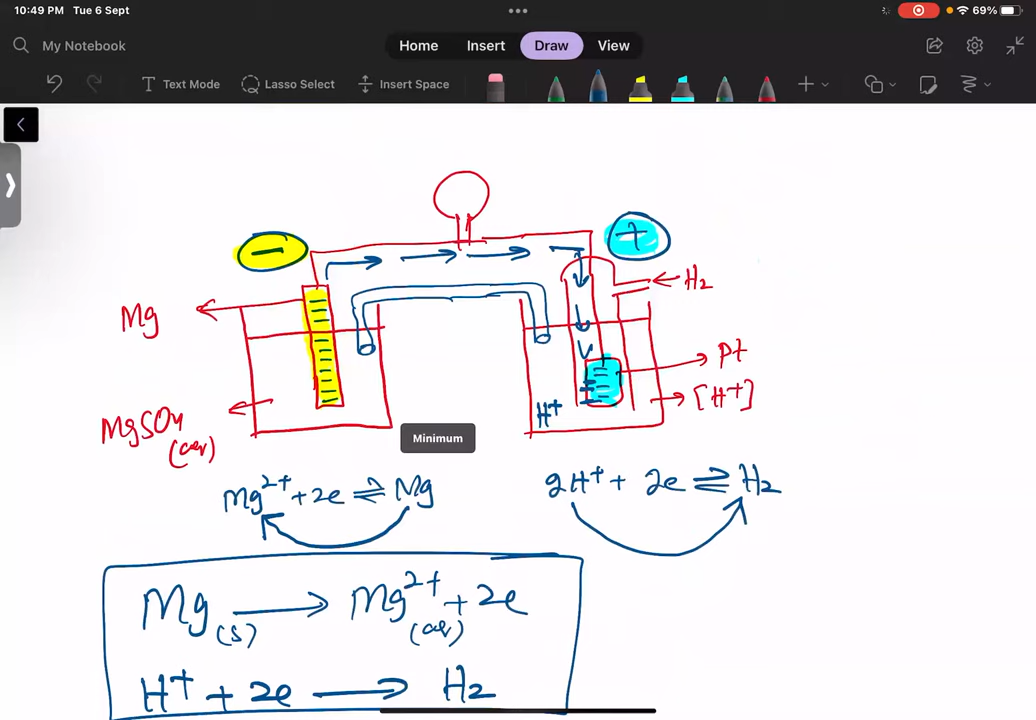 10:49 PM Tue 6 Sept
69%
My Notebook
Home Insert Draw View
Text Mode Lasso Select Insert Space
−
+
H2
Mg
Pt
[H+]
MgSO4
(aq)
H+
Minimum
Mg2+ + 2e ⇌ Mg
2H+ + 2e ⇌ H2
Mg(s) ⟶ Mg2+(aq) + 2e
H+ + 2e ⟶ H2